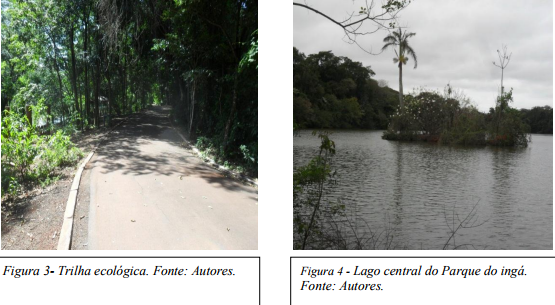 Figura 3- Trilha ecológica. Fonte: Autores.
Figura 4 - Lago central do Parque do ingá.
Fonte: Autores.